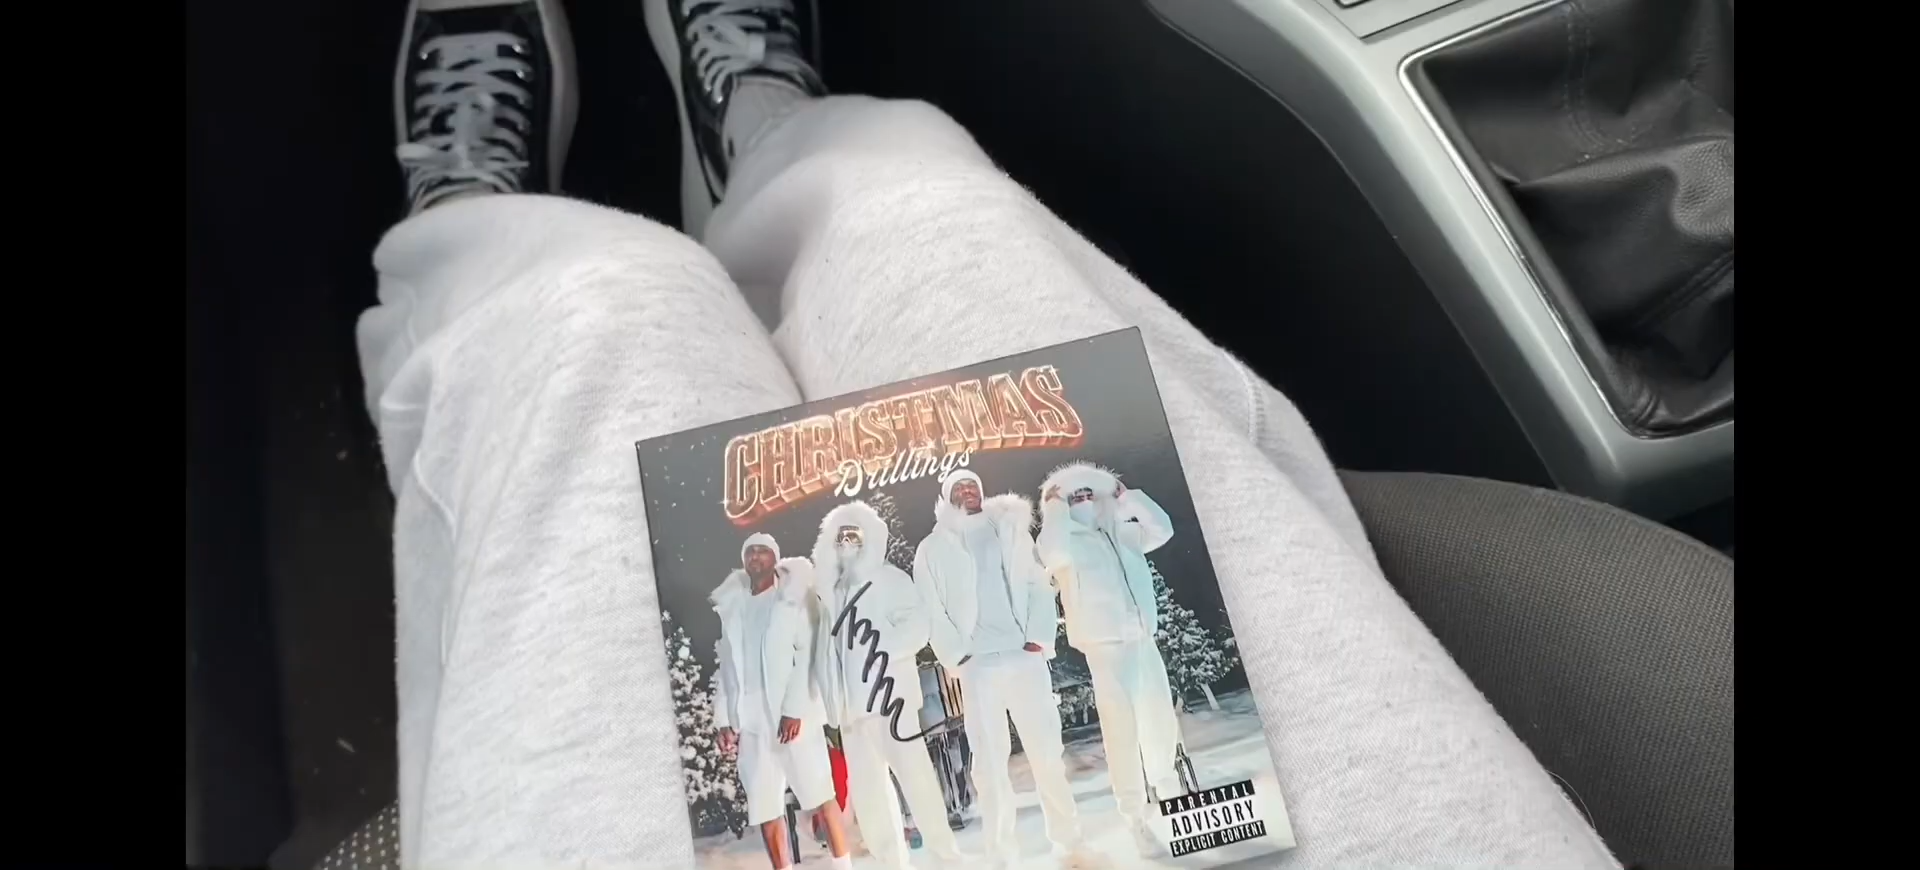 CHRISTMAS
Drillings
PARENTAL
ADVISORY
EXPLICIT CONTENT